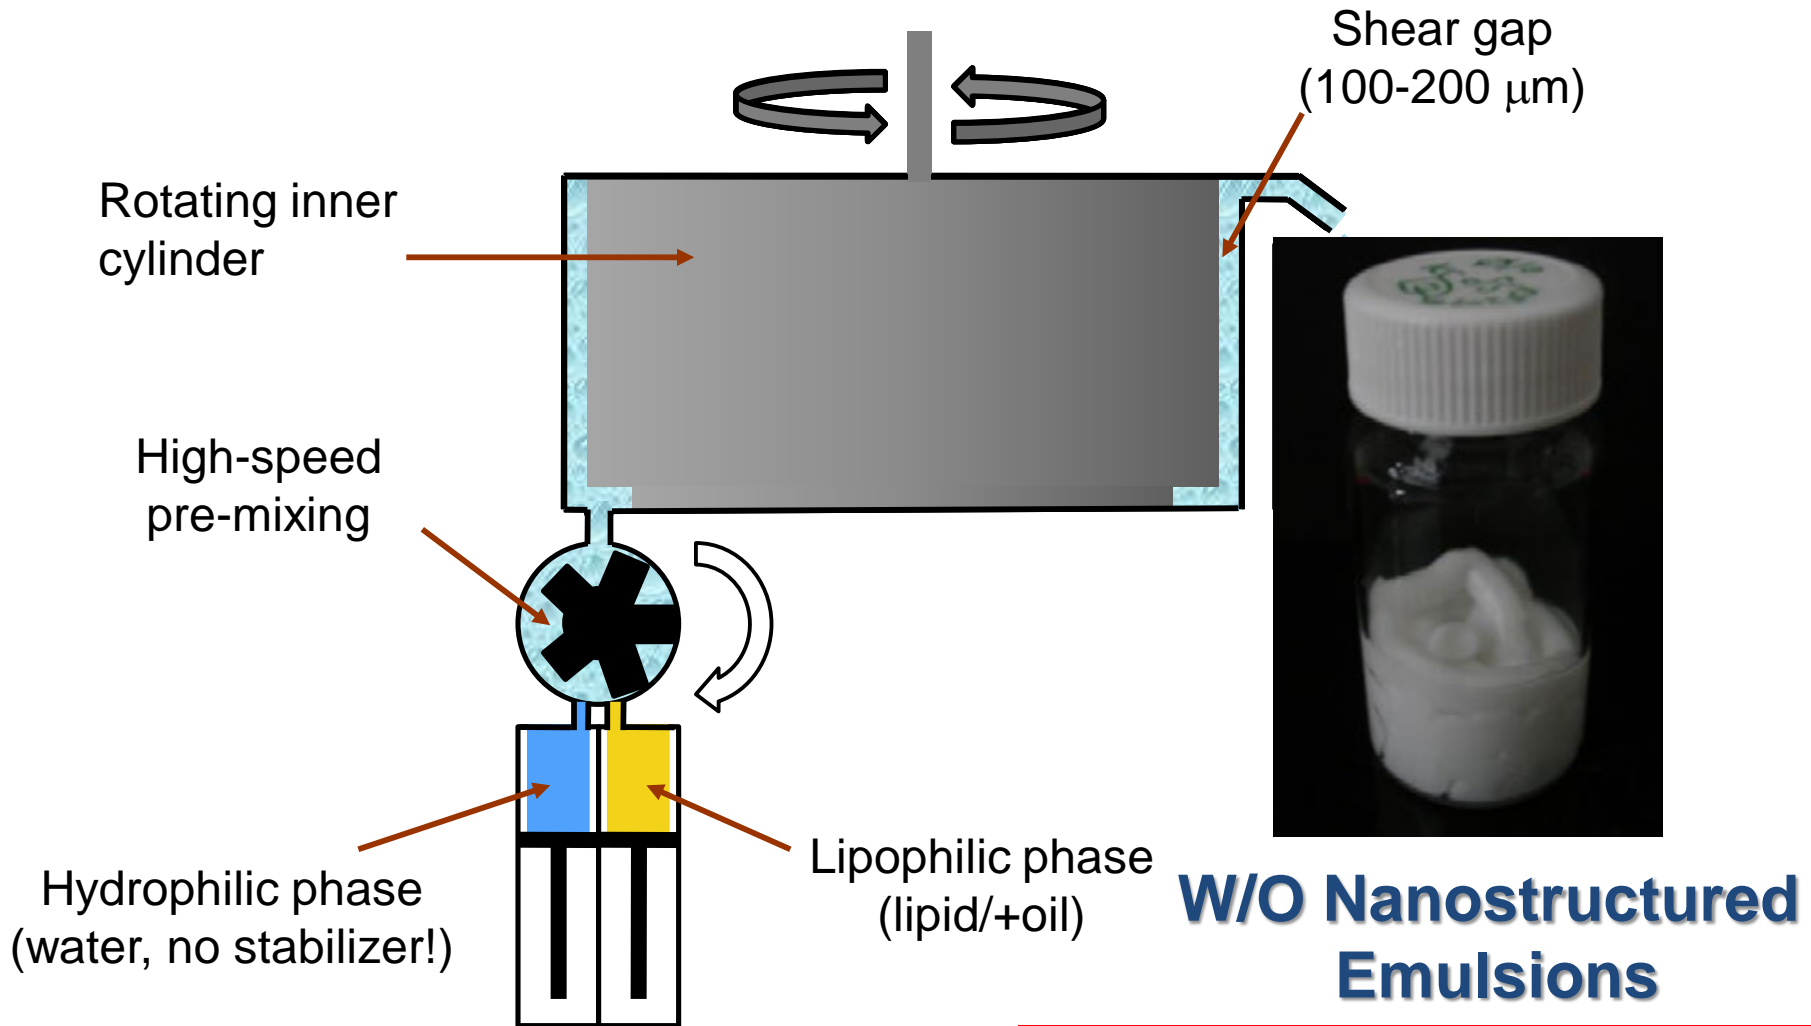 Shear gap
(100-200 μm)
Rotating inner
cylinder
High-speed
pre-mixing
Hydrophilic phase
(water, no stabilizer!)
Lipophilic phase
(lipid/+oil)
W/O Nanostructured
Emulsions